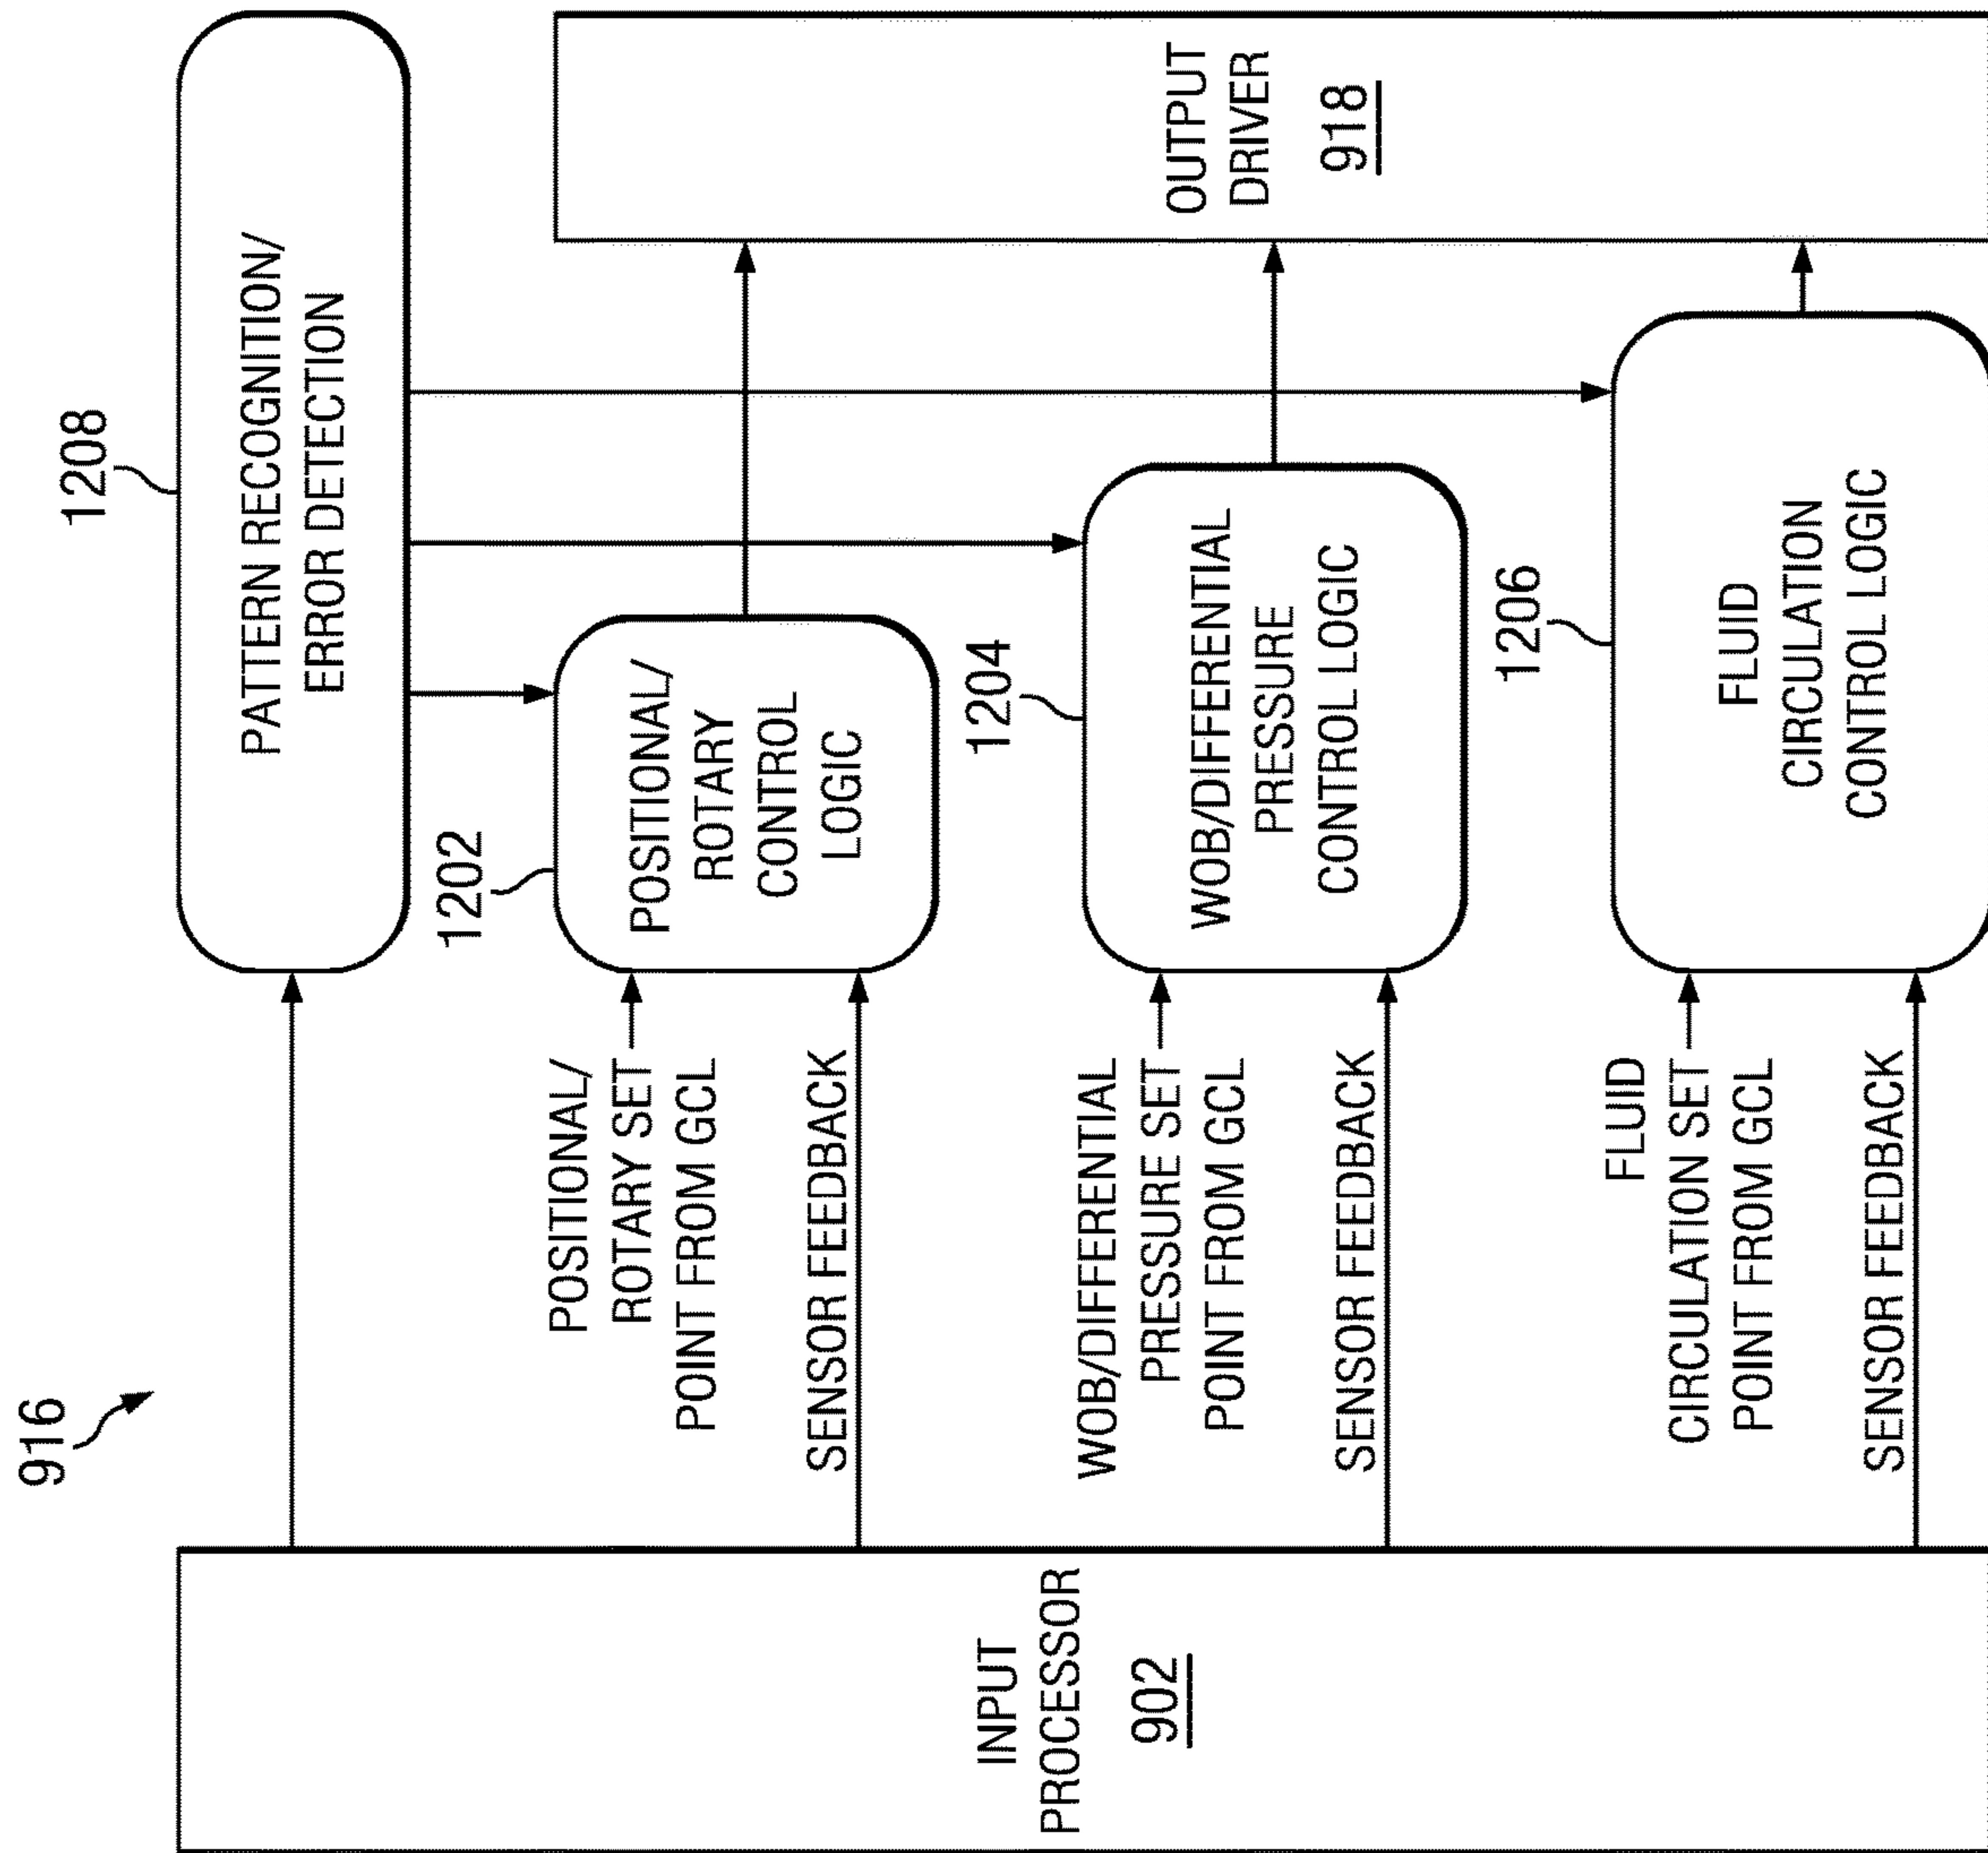 916
1208
PATTERN RECOGNITION/
ERROR DETECTION
INPUT
PROCESSOR
902
1202
POSITIONAL/
ROTARY SET
POINT FROM GCL
SENSOR FEEDBACK
POSITIONAL/
ROTARY
CONTROL
LOGIC
OUTPUT
DRIVER
918
1204
WOB/DIFFERENTIAL
PRESSURE SET
POINT FROM GCL
SENSOR FEEDBACK
WOB/DIFFERENTIAL
PRESSURE
CONTROL LOGIC
1206
FLUID
CIRCULATION SET
POINT FROM GCL
SENSOR FEEDBACK
FLUID
CIRCULATION
CONTROL LOGIC